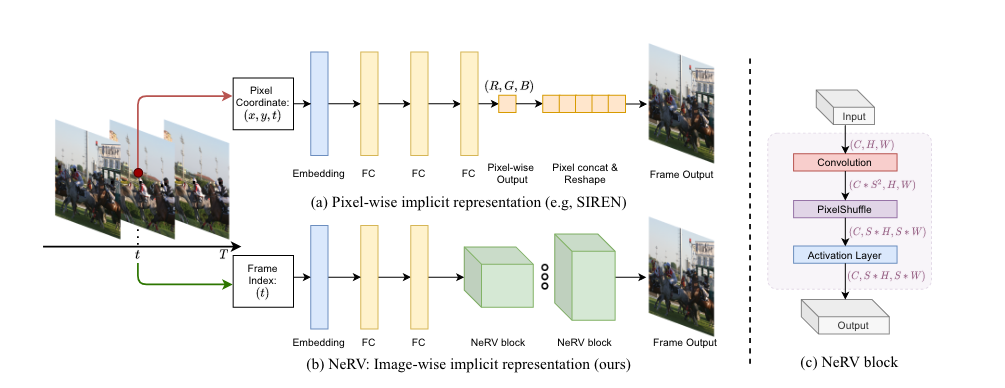 Pixel
Coordinate:
(x, y, t)
(R, G, B)
Embedding
FC
FC
FC
Pixel-wise
Output
Pixel concat &
Reshape
Frame Output
(a) Pixel-wise implicit representation (e.g, SIREN)
t
T
Frame
Index:
(t)
Embedding
FC
FC
NeRV block
NeRV block
Frame Output
(b) NeRV: Image-wise implicit representation (ours)
Input
(C, H, W)
Convolution
(C ∗ S², H, W)
PixelShuffle
(C, S ∗ H, S ∗ W)
Activation Layer
(C, S ∗ H, S ∗ W)
Output
(c) NeRV block